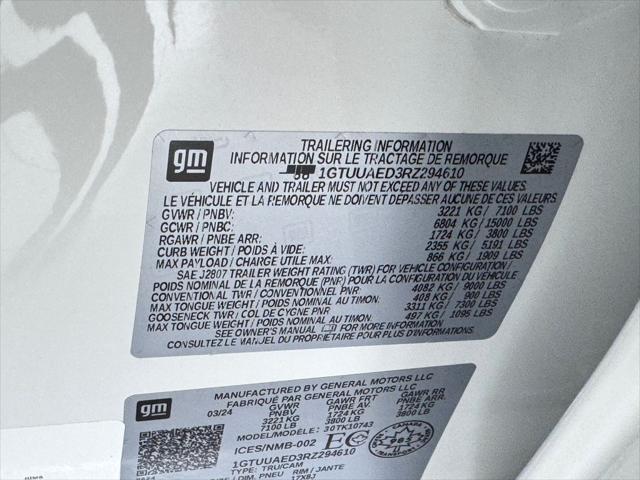 gm
TRAILERING INFORMATION
INFORMATION SUR LE TRACTAGE DE REMORQUE
1GTUUAED3RZ294610
VEHICLE AND TRAILER MUST NOT EXCEED ANY OF THESE VALUES
LE VÉHICULE ET LA REMORQUE NE DOIVENT DÉPASSER AUCUNE DE CES VALEURS
GVWR / PNBV: 3221 KG / 7100 LBS
GCWR / PNBC: 6804 KG / 15000 LBS
RGAWR / PNBE ARR: 1724 KG / 3800 LBS
CURB WEIGHT / POIDS À VIDE: 2355 KG / 5191 LBS
MAX PAYLOAD / CHARGE UTILE MAX: 866 KG / 1909 LBS
SAE J2807 TRAILER WEIGHT RATING (TWR) FOR VEHICLE CONFIGURATION /
POIDS NOMINAL DE LA REMORQUE (PNR) POUR LA CONFIGURATION DU VÉHICULE
CONVENTIONAL TWR / CONVENTIONNEL PNR: 4082 KG / 9000 LBS
MAX TONGUE WEIGHT / POIDS NOMINAL AU TIMON: 408 KG / 900 LBS
GOOSENECK TWR / COL DE CYGNE PNR: 3311 KG / 7300 LBS
MAX TONGUE WEIGHT / POIDS NOMINAL AU TIMON: 497 KG / 1095 LBS
SEE OWNER'S MANUAL FOR MORE INFORMATION
CONSULTEZ LE MANUEL DU PROPRIÉTAIRE POUR PLUS D'INFORMATION
gm
MANUFACTURED BY GENERAL MOTORS LLC
FABRIQUÉ PAR GENERAL MOTORS LLC
03/24 GVWR GAWR FRT GAWR RR
PNBV PNBE AV. PNBE ARR.
3221 KG 1724 KG 1724 KG
7100 LB 3800 LB 3800 LB
MODEL/MODÈLE: 30TK10743
ICES/NMB-002 EC
1GTUUAED3RZ294610
TYPE: TRU/CAM
RIM / JANTE
17X8J